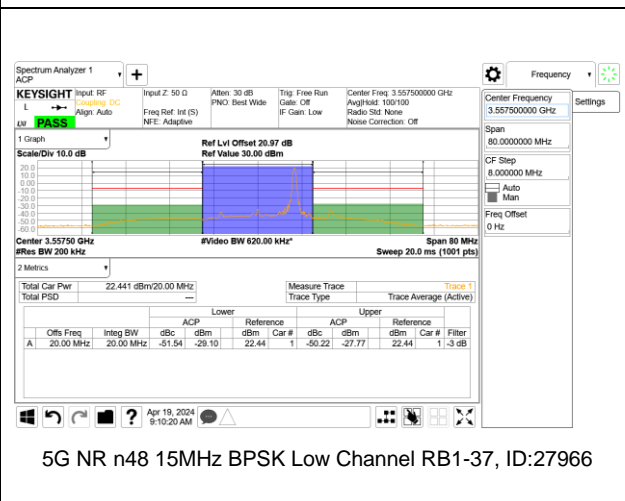 Spectrum Analyzer 1
ACP
Frequency
KEYSIGHT
Input: RF
Coupling: DC
Align: Auto
Input Z: 50 Ω
Freq Ref: Int (S)
NFE: Adaptive
Atten: 30 dB
PNO: Best Wide
Trig: Free Run
Gate: Off
IF Gain: Low
Center Freq: 3.557500000 GHz
Avg|Hold: 100/100
Radio Std: None
Noise Correction: Off
L
LNI PASS
Center Frequency
3.557500000 GHz
Settings
Span
80.0000000 MHz
CF Step
8.000000 MHz
Auto
Man
Freq Offset
0 Hz
1 Graph
Scale/Div 10.0 dB
Ref Lvl Offset 20.97 dB
Ref Value 30.00 dBm
20.0
10.0
0.00
-10.0
-20.0
-30.0
-40.0
-50.0
-60.0
Center 3.55750 GHz
#Video BW 620.00 kHz*
Span 80 MHz
#Res BW 200 kHz
Sweep 20.0 ms (1001 pts)
2 Metrics
Total Car Pwr 22.441 dBm/20.00 MHz
Total PSD ---
Measure Trace Trace 1
Trace Type Trace Average (Active)
Lower Upper
ACP Reference ACP Reference
Offs Freq Integ BW dBc dBm dBm Car # dBc dBm dBm Car # Filter
A 20.00 MHz 20.00 MHz -51.54 -29.10 22.44 1 -50.22 -27.77 22.44 1 -3 dB
Apr 19, 2024
9:10:20 AM
5G NR n48 15MHz BPSK Low Channel RB1-37, ID:27966